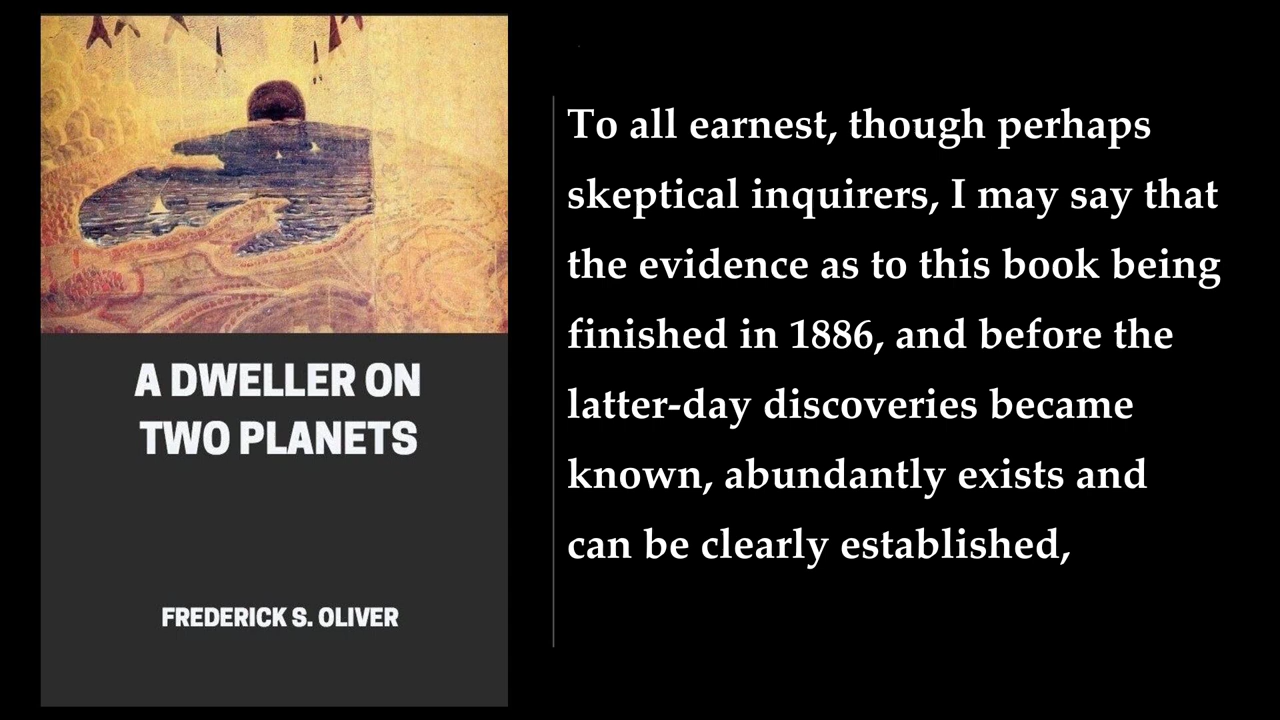 A DWELLER ON
TWO PLANETS
FREDERICK S. OLIVER
To all earnest, though perhaps
skeptical inquirers, I may say that
the evidence as to this book being
finished in 1886, and before the
latter-day discoveries became
known, abundantly exists and
can be clearly established,